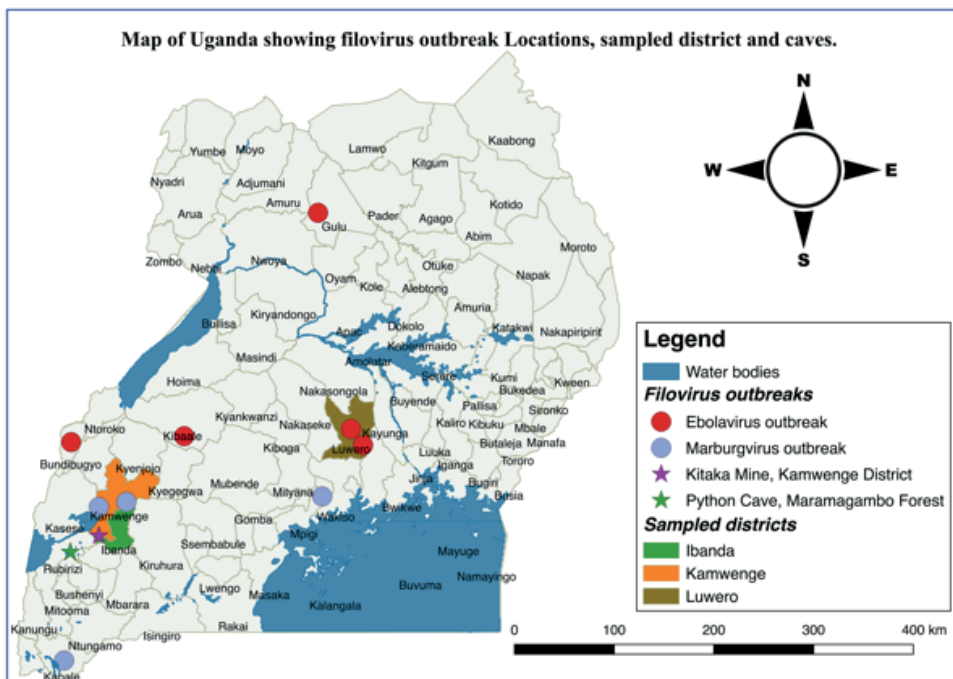 Map of Uganda showing filovirus outbreak Locations, sampled district and caves.
N
W
E
S
Kaabong
Yumbe
Moyo
Lamwo
Kitgum
Nyadri
Adjumani
Amuru
Kotido
Arua
Gulu
Pader
Agago
Abim
Moroto
Zombo
Nebbi
Nwoya
Otuke
Oyam
Kole
Alebtong
Napak
Amuria
Bullisa
Kiryandongo
Apac
Dokolo
Katakwi
Nakapiripirit
Kaberamaido
Masindi
Amolatar
Hoima
Nakasongola
Serere
Kumi
Kween
Bukedea
Buyende
Pallisa
Sironko
Kyankwanzi
Nakaseke
Kayunga
Kaliro
Kibuku
Mbale
Ntoroko
Kibaale
Kiboga
Luwero
Luuka
Butaleja
Manafa
Bundibugyo
Kyenjojo
Iganga
Tororo
Kyegegwa
Mubende
Mityana
Jinja
Bugiri
Busia
Kasese
Kamwenge
Gomba
Wakiso
Bwikwe
Mpigi
Ibanda
Ssembabule
Mayuge
Rubirizi
Kiruhura
Namayingo
Bushenyi
Lwengo
Buvuma
Mitooma
Mbarara
Masaka
Kalangala
Kanungu
Isingiro
Rakai
Ntungamo
Kabale
Legend
Water bodies
Filovirus outbreaks
Ebolavirus outbreak
Marburgvirus outbreak
Kitaka Mine, Kamwenge District
Python Cave, Maramagambo Forest
Sampled districts
Ibanda
Kamwenge
Luwero
0 100 200 300 400 km